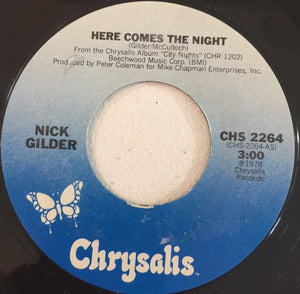 HERE COMES THE NIGHT
(Gilder/McCulloch)
From the Chrysalis Album "City Nights" (CHR 1202)
Beechwood Music Corp. (BMI)
Produced by Peter Coleman for Mike Chapman Enterprises, Inc.
NICK
GILDER
CHS 2264
(CHS-2264-AS)
3:00
℗1978
Chrysalis
Records
Chrysalis